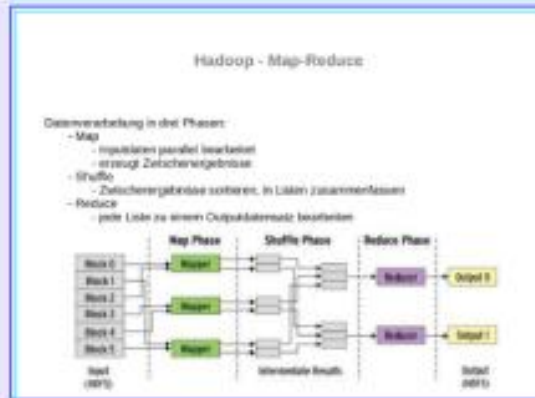 Hadoop - Map-Reduce
Datenverarbeitung in drei Phasen:
- Map
- Inputdaten parallel bearbeitet
- erzeugt Zwischenergebnisse
- Shuffle
- Zwischenergebnisse sortieren, in Listen zusammenfassen
- Reduce
- jede Liste zu einem Outputdatensatz bearbeiten
Map Phase Shuffle Phase Reduce Phase
Block 0
Block 1
Block 2
Block 3
Block 4
Block 5
Mapper
Mapper
Mapper
Reducer
Reducer
Output 0
Output 1
Input
(HDFS)
Intermediate Results
Output
(HDFS)